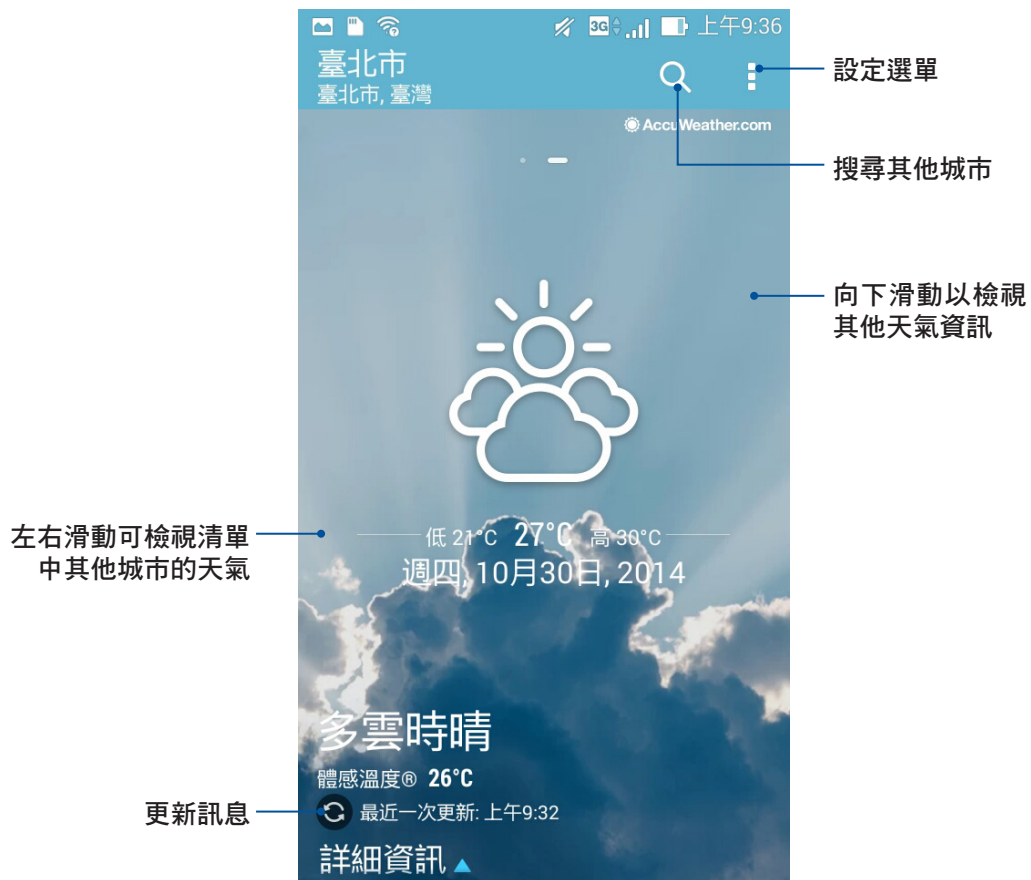 3G 上午9:36
臺北市
臺北市, 臺灣
設定選單
AccuWeather.com
搜尋其他城市
向下滑動以檢視
其他天氣資訊
左右滑動可檢視清單
中其他城市的天氣
低 21°C 27°C 高 30°C
週四, 10月30日, 2014
多雲時晴
體感溫度® 26°C
更新訊息
最近一次更新: 上午9:32
詳細資訊